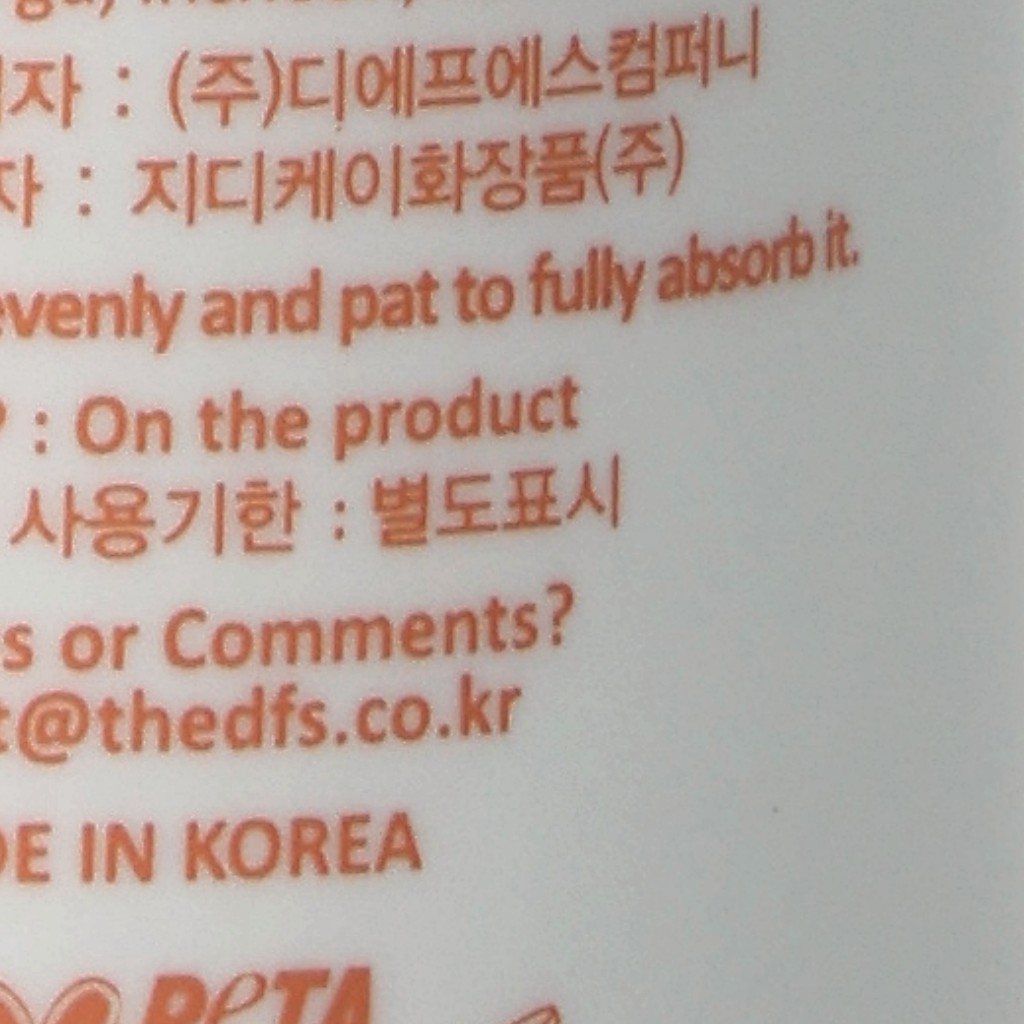 자 : (주)디에프에스컴퍼니
자 : 지디케이화장품(주)
evenly and pat to fully absorb it.
: On the product
사용기한 : 별도표시
or Comments?
@thedfs.co.kr
IN KOREA
PETA